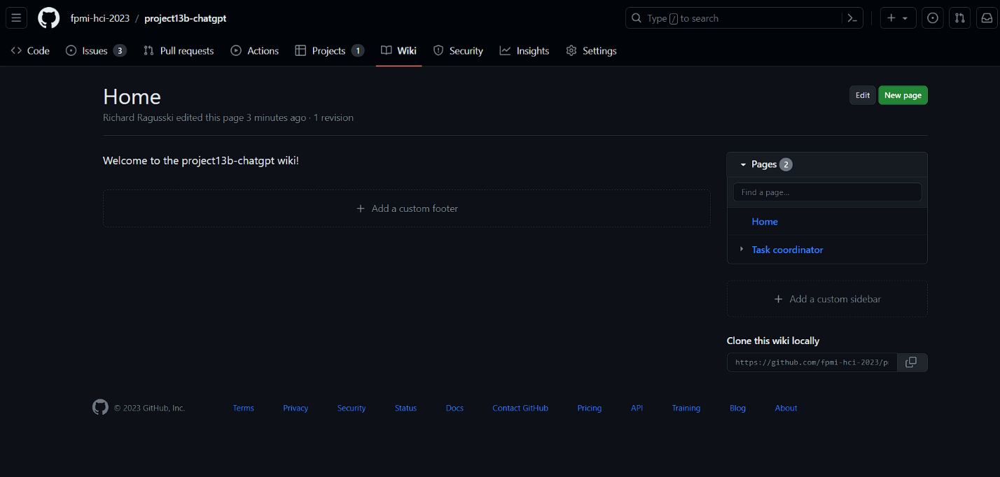 fpmi-hci-2023 / project13b-chatgpt
Type / to search
Code Issues 3 Pull requests Actions Projects 1 Wiki Security Insights Settings
Home
Edit New page
Richard Ragusski edited this page 3 minutes ago · 1 revision
Welcome to the project13b-chatgpt wiki!
Add a custom footer
Pages 2
Find a page...
Home
Task coordinator
Add a custom sidebar
Clone this wiki locally
https://github.com/fpmi-hci-2023/p
© 2023 GitHub, Inc. Terms Privacy Security Status Docs Contact GitHub Pricing API Training Blog About